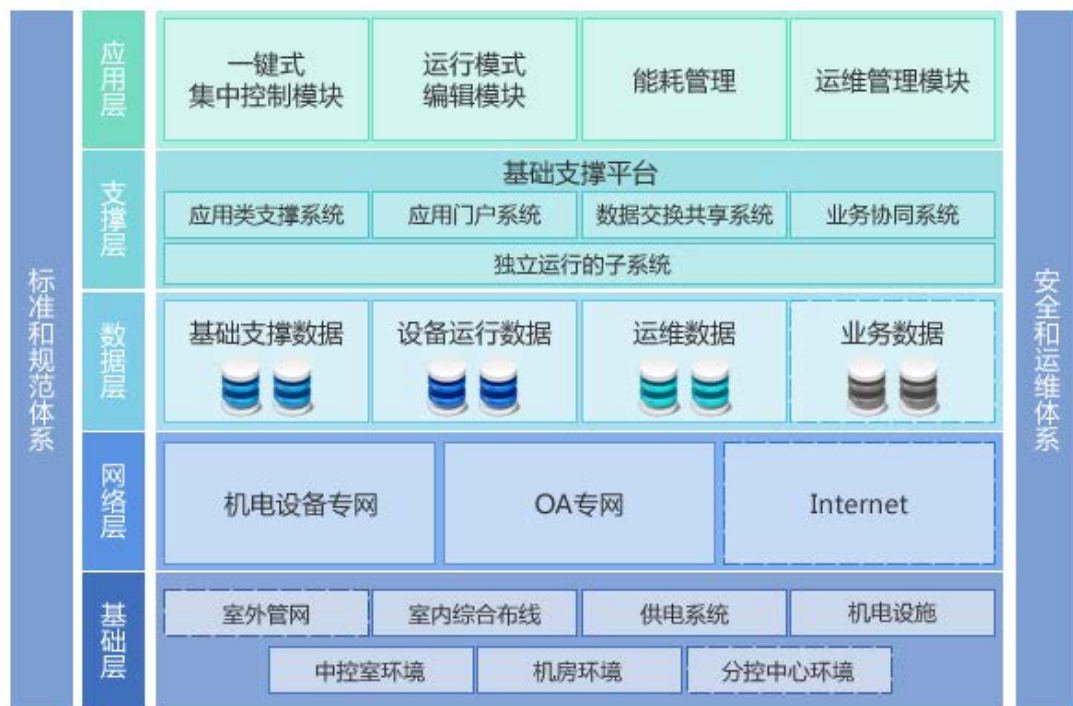 标准和规范体系
应用层
一键式
集中控制模块
运行模式
编辑模块
能耗管理
运维管理模块
支撑层
基础支撑平台
应用类支撑系统
应用门户系统
数据交换共享系统
业务协同系统
独立运行的子系统
数据层
基础支撑数据
设备运行数据
运维数据
业务数据
网络层
机电设备专网
OA专网
Internet
基础层
室外管网
室内综合布线
供电系统
机电设施
中控室环境
机房环境
分控中心环境
安全和运维体系